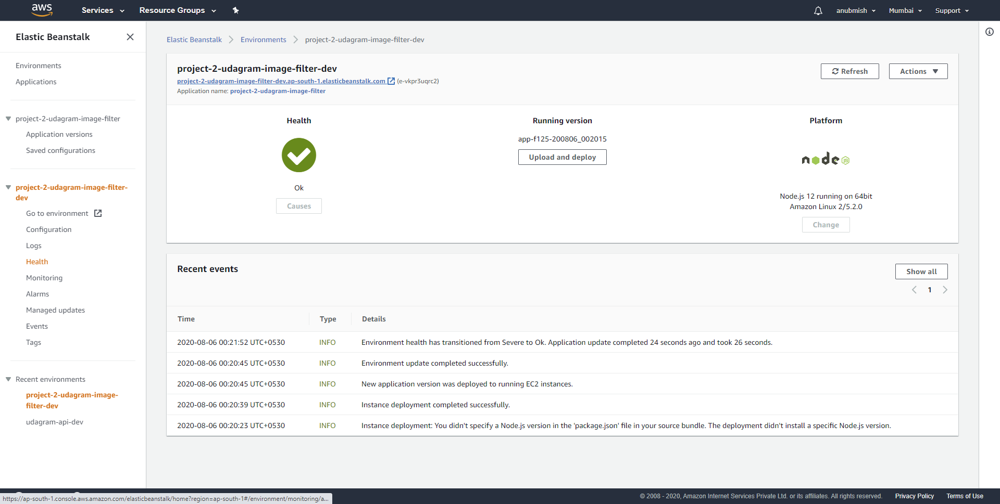 aws Services Resource Groups anubmish Mumbai Support
Elastic Beanstalk
Environments
Applications
project-2-udagram-image-filter
Application versions
Saved configurations
project-2-udagram-image-filter-
dev
Go to environment
Configuration
Logs
Health
Monitoring
Alarms
Managed updates
Events
Tags
Recent environments
project-2-udagram-image-
filter-dev
udagram-api-dev
Elastic Beanstalk Environments project-2-udagram-image-filter-dev
project-2-udagram-image-filter-dev
project-2-udagram-image-filter-dev.ap-south-1.elasticbeanstalk.com (e-vkpr3uqrc2)
Application name: project-2-udagram-image-filter
Refresh Actions
Health
Ok
Causes
Running version
app-f125-200806_002015
Upload and deploy
Platform
node JS
Node.js 12 running on 64bit
Amazon Linux 2/5.2.0
Change
Recent events
Show all
1
Time Type Details
2020-08-06 00:21:52 UTC+0530 INFO Environment health has transitioned from Severe to Ok. Application update completed 24 seconds ago and took 26 seconds.
2020-08-06 00:20:45 UTC+0530 INFO Environment update completed successfully.
2020-08-06 00:20:45 UTC+0530 INFO New application version was deployed to running EC2 instances.
2020-08-06 00:20:39 UTC+0530 INFO Instance deployment completed successfully.
2020-08-06 00:20:23 UTC+0530 INFO Instance deployment: You didn't specify a Node.js version in the 'package.json' file in your source bundle. The deployment didn't install a specific Node.js version.
© 2008 - 2020, Amazon Internet Services Private Ltd. or its affiliates. All rights reserved. Privacy Policy Terms of Use
https://ap-south-1.console.aws.amazon.com/elasticbeanstalk/home?region=ap-south-1#/environment/monitoring/a...